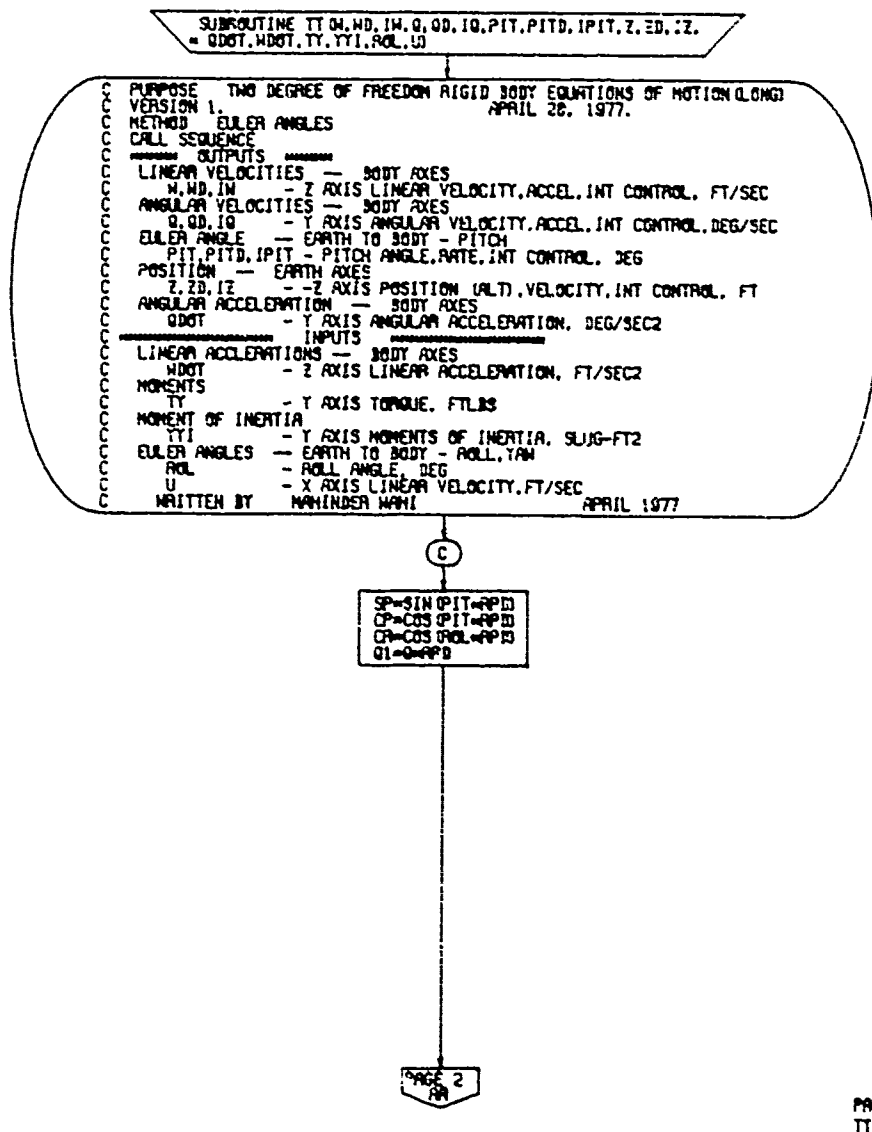 SUBROUTINE TT(W,WD,IW,Q,QD,IQ,PIT,PITD,IPIT,Z,ZD,IZ,
* QDOT,WDOT,TY,YYI,ROL,U)
C PURPOSE TWO DEGREE OF FREEDOM RIGID BODY EQUATIONS OF MOTION(LONG)
C VERSION 1. APRIL 28, 1977.
C METHOD EULER ANGLES
C CALL SEQUENCE
C ****** OUTPUTS ******
C LINEAR VELOCITIES -- BODY AXES
C W,WD,IW - Z AXIS LINEAR VELOCITY,ACCEL,INT CONTROL, FT/SEC
C ANGULAR VELOCITIES -- BODY AXES
C Q,QD,IQ - Y AXIS ANGULAR VELOCITY,ACCEL,INT CONTROL,DEG/SEC
C EULER ANGLE -- EARTH TO BODY - PITCH
C PIT,PITD,IPIT - PITCH ANGLE,RATE,INT CONTROL, DEG
C POSITION -- EARTH AXES
C Z,ZD,IZ - -Z AXIS POSITION (ALT),VELOCITY,INT CONTROL, FT
C ANGULAR ACCELERATION -- BODY AXES
C QDOT - Y AXIS ANGULAR ACCELERATION, DEG/SEC2
C ****************** INPUTS ******************
C LINEAR ACCLERATIONS -- BODY AXES
C WDOT - Z AXIS LINEAR ACCELERATION, FT/SEC2
C MOMENTS
C TY - Y AXIS TORQUE, FTLBS
C MOMENT OF INERTIA
C YYI - Y AXIS MOMENTS OF INERTIA, SLUG-FT2
C EULER ANGLES -- EARTH TO BODY - ROLL,YAW
C ROL - ROLL ANGLE, DEG
C U - X AXIS LINEAR VELOCITY,FT/SEC
C WRITTEN BY MAHINDER WAHI APRIL 1977
C
SP=SIN(PIT*RPD)
CP=COS(PIT*RPD)
CR=COS(ROL*RPD)
Q1=Q*RPD
PAGE 2
AA
PA
TT